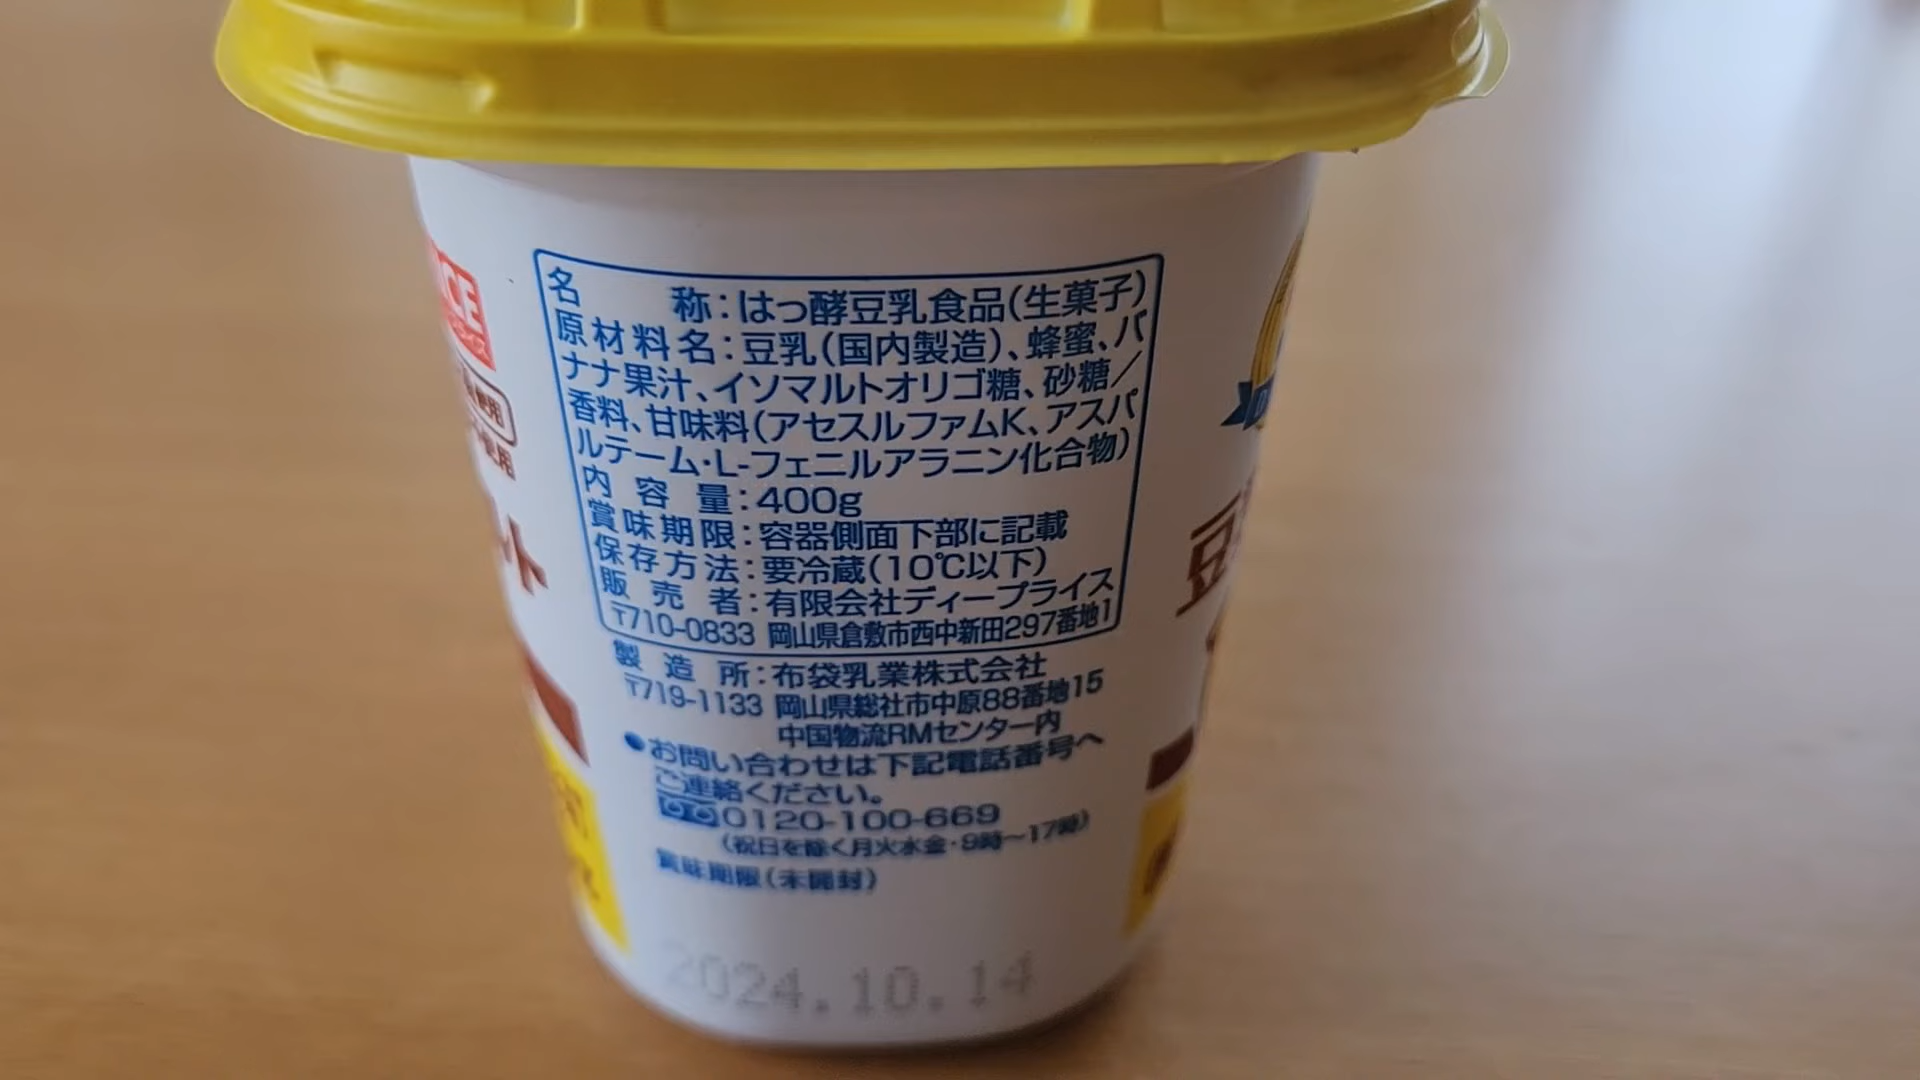 名 称:はっ酵豆乳食品(生菓子)
原材料名:豆乳(国内製造)、蜂蜜、バ
ナナ果汁、イソマルトオリゴ糖、砂糖/
香料、甘味料(アセスルファムK、アスパ
ルテーム・L-フェニルアラニン化合物)
内容量:400g
賞味期限:容器側面下部に記載
保存方法:要冷蔵(10℃以下)
販売者:有限会社ディープライス
〒710-0833 岡山県倉敷市西中新田297番地1
製造所:布袋乳業株式会社
〒719-1133 岡山県総社市中原88番地15
中国物流RMセンター内
●お問い合わせは下記電話番号へ
ご連絡ください。
0120-100-669
(祝日を除く月火水金・9時~17時)
賞味期限(未開封)
2024.10.14